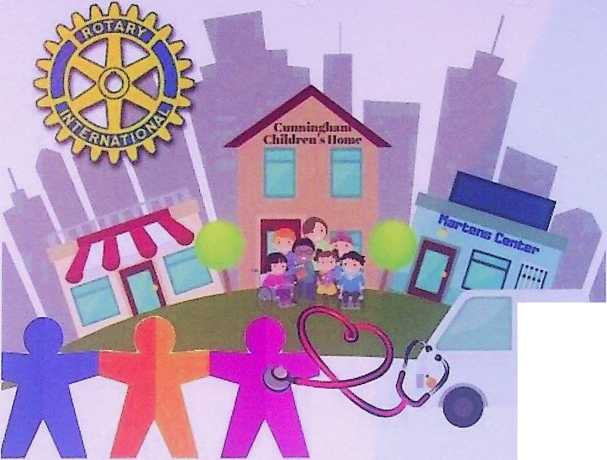 ROTARY
INTERNATIONAL
Cunningham
Children's Home
Martens Center